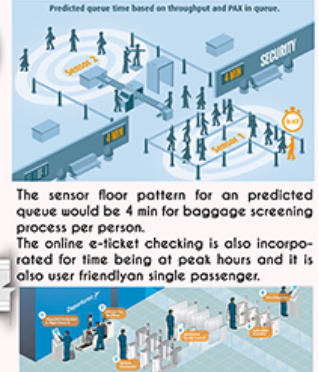 Predicted queue time based on throughput and PAX in queue.
Sensor 2
SECURITY
4 MIN
4 MIN
Sensor 1
The sensor floor pattern for an predicted
queue would be 4 min for baggage screening
process per person.
The online e-ticket checking is also incorpo-
rated for time being at peak hours and it is
also user friendlyan single passenger.
Departures